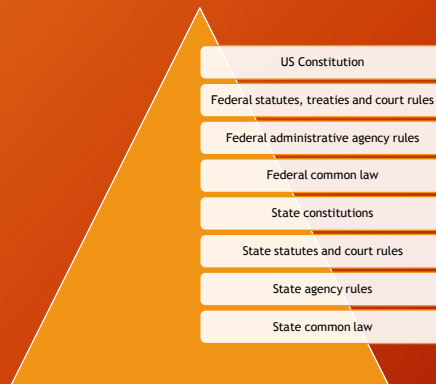 US Constitution
Federal statutes, treaties and court rules
Federal administrative agency rules
Federal common law
State constitutions
State statutes and court rules
State agency rules
State common law